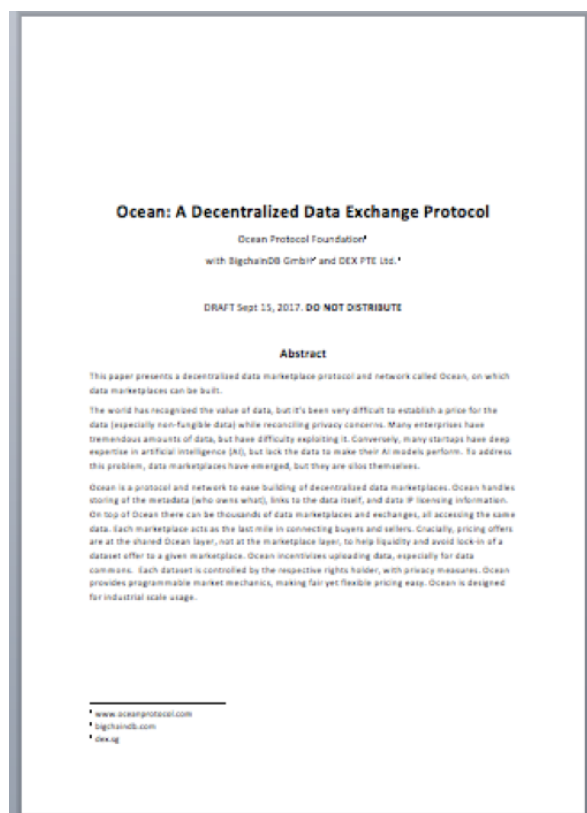 Ocean: A Decentralized Data Exchange Protocol
Ocean Protocol Foundation
with BigchainDB GmbH and DEX PTE Ltd.
DRAFT Sept 15, 2017. DO NOT DISTRIBUTE
Abstract
This paper presents a decentralized data marketplace protocol and network called Ocean, on which
data marketplaces can be built.
The world has recognized the value of data, but it's been very difficult to establish a price for the
data (especially non-fungible data) while reconciling privacy concerns. Many enterprises have
tremendous amounts of data, but have difficulty exploiting it. Conversely, many startups have deep
expertise in artificial intelligence (AI), but lack the data to make their AI models perform. To address
this problem, data marketplaces have emerged, but they are silos themselves.
Ocean is a protocol and network to ease building of decentralized data marketplaces. Ocean handles
storing of the metadata (who owns what), links to the data itself, and data IP licensing information.
On top of Ocean there can be thousands of data marketplaces and exchanges, all accessing the same
data. Each marketplace acts as the last mile in connecting buyers and sellers. Crucially, pricing offers
are at the shared Ocean layer, not at the marketplace layer, to help liquidity and avoid lock-in of a
dataset offer to a given marketplace. Ocean incentivizes uploading data, especially for data
commons. Each dataset is controlled by the respective rights holder, with privacy measures. Ocean
provides programmable market mechanics, making fair yet flexible pricing easy. Ocean is designed
for industrial scale usage.
www.oceanprotocol.com
bigchaindb.com
dex.sg